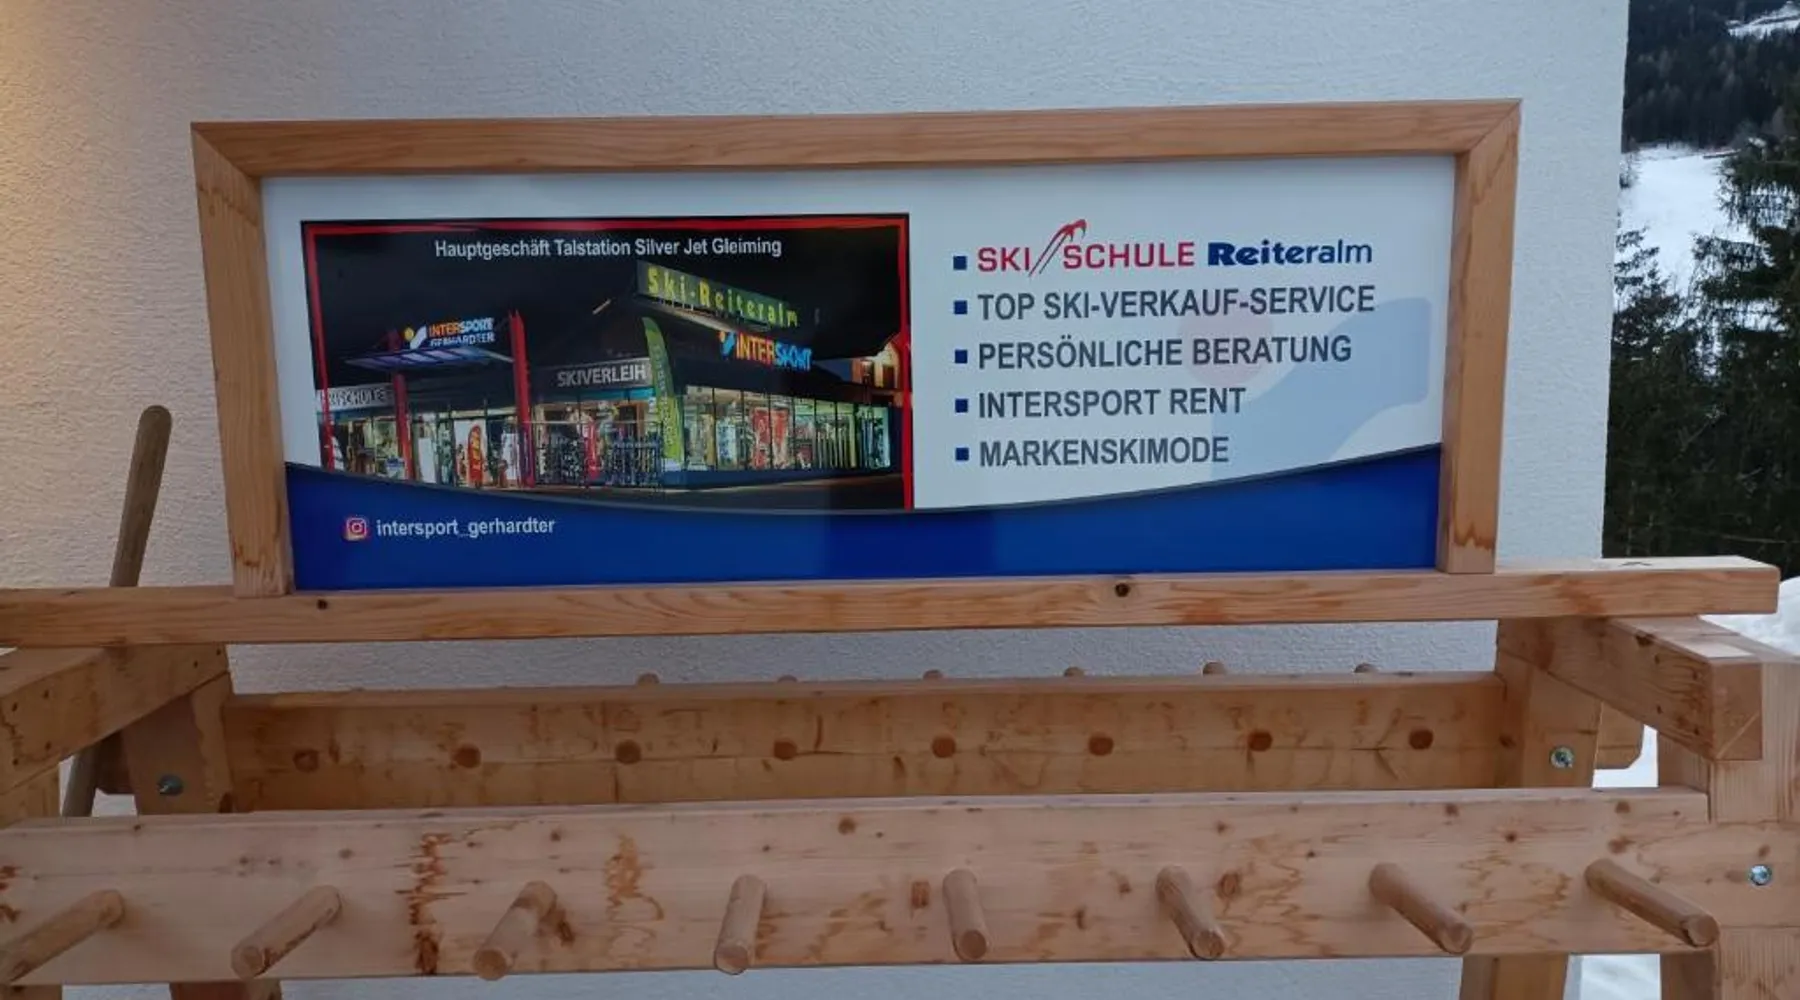 Hauptgeschäft Talstation Silver Jet Gleiming
Ski-Reiteralm
INTERSPORT
GERHARDTER
INTERSPORT
SKIVERLEIH
intersport_gerhardter
SKI SCHULE Reiteralm
TOP SKI-VERKAUF-SERVICE
PERSÖNLICHE BERATUNG
INTERSPORT RENT
MARKENSKIMODE